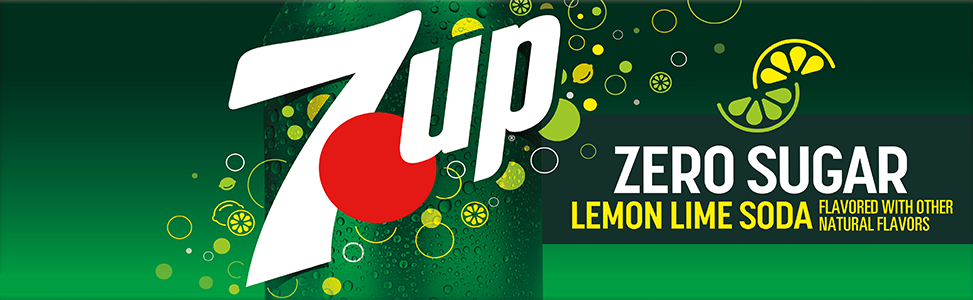 7up
®
ZERO SUGAR
LEMON LIME SODA
FLAVORED WITH OTHER
NATURAL FLAVORS